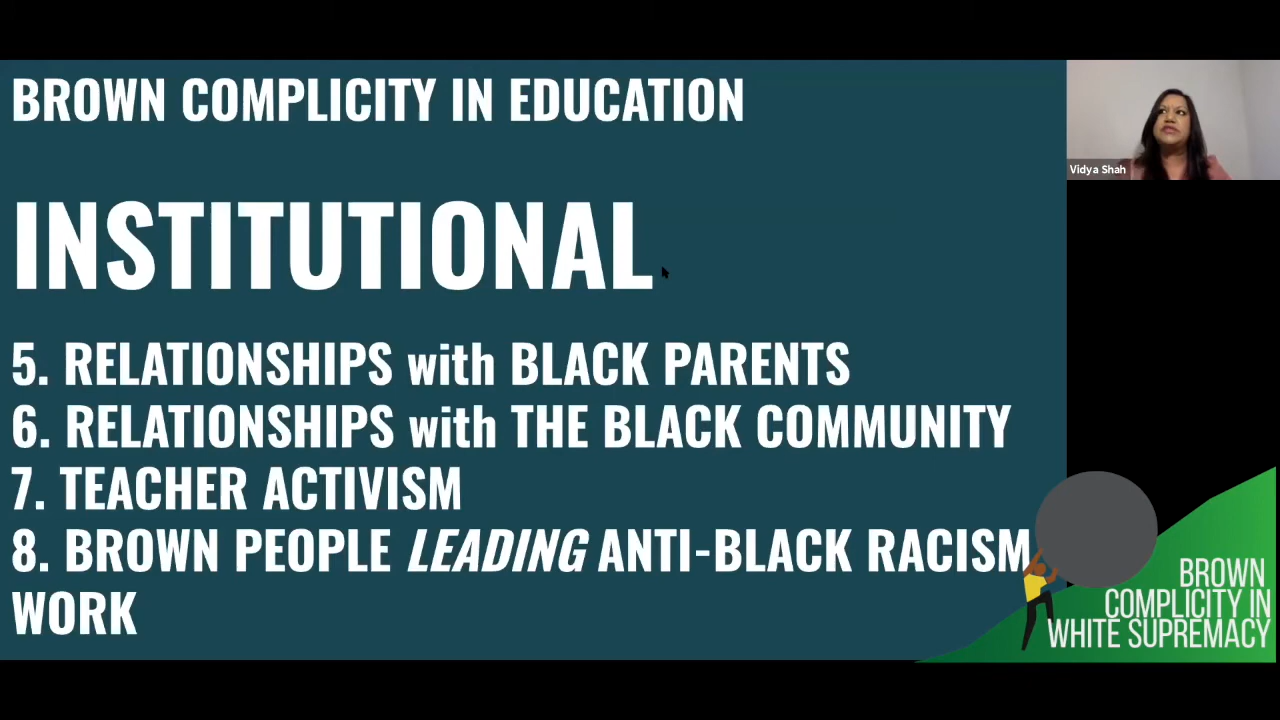 BROWN COMPLICITY IN EDUCATION
INSTITUTIONAL
5. RELATIONSHIPS with BLACK PARENTS
6. RELATIONSHIPS with THE BLACK COMMUNITY
7. TEACHER ACTIVISM
8. BROWN PEOPLE LEADING ANTI-BLACK RACISM
WORK
Vidya Shah
BROWN
COMPLICITY IN
WHITE SUPREMACY